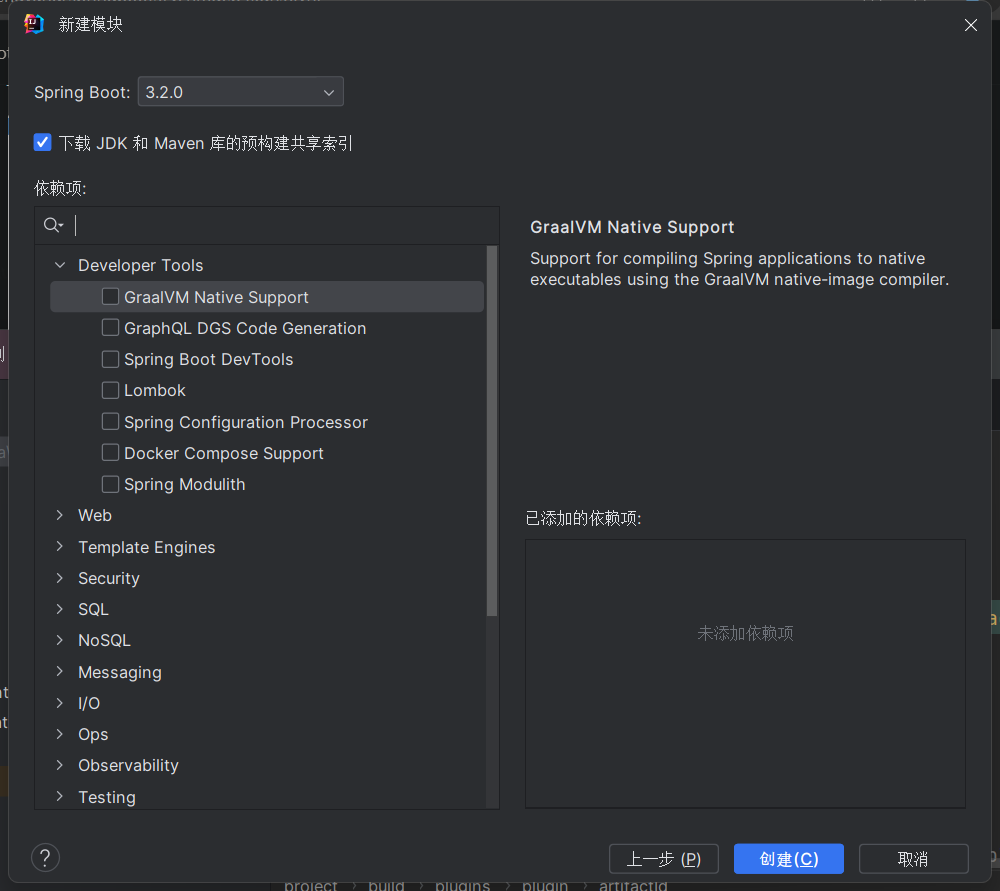 新建模块
Spring Boot: 3.2.0
下载 JDK 和 Maven 库的预构建共享索引
依赖项:
Developer Tools
GraalVM Native Support
GraphQL DGS Code Generation
Spring Boot DevTools
Lombok
Spring Configuration Processor
Docker Compose Support
Spring Modulith
Web
Template Engines
Security
SQL
NoSQL
Messaging
I/O
Ops
Observability
Testing
GraalVM Native Support
Support for compiling Spring applications to native
executables using the GraalVM native-image compiler.
已添加的依赖项:
未添加依赖项
?
上一步 (P)
创建(C)
取消
project › build › plugins › plugin › artifactId